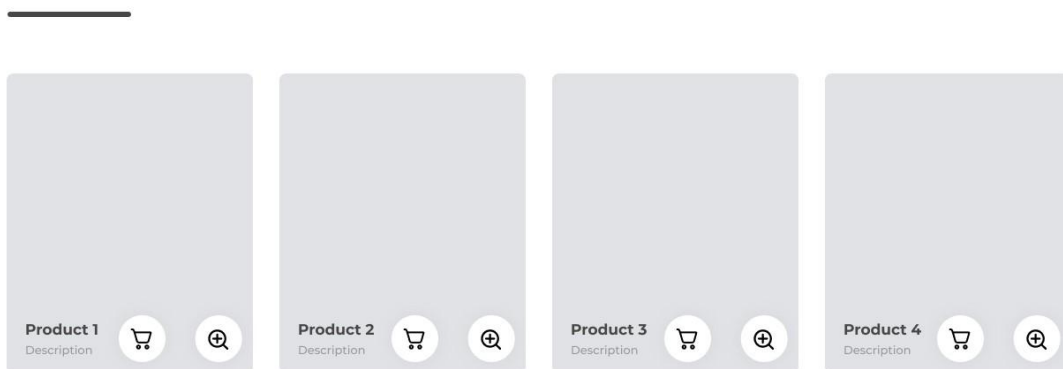 Product 1
Description
Product 2
Description
Product 3
Description
Product 4
Description